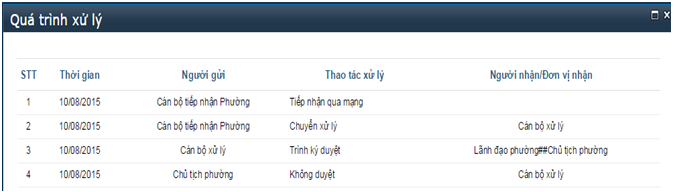 Quá trình xử lý
STT Thời gian Người gửi Thao tác xử lý Người nhận/Đơn vị nhận
1 10/08/2015 Cán bộ tiếp nhận Phường Tiếp nhận qua mạng
2 10/08/2015 Cán bộ tiếp nhận Phường Chuyển xử lý Cán bộ xử lý
3 10/08/2015 Cán bộ xử lý Trình ký duyệt Lãnh đạo phường##Chủ tịch phường
4 10/08/2015 Chủ tịch phường Không duyệt Cán bộ xử lý